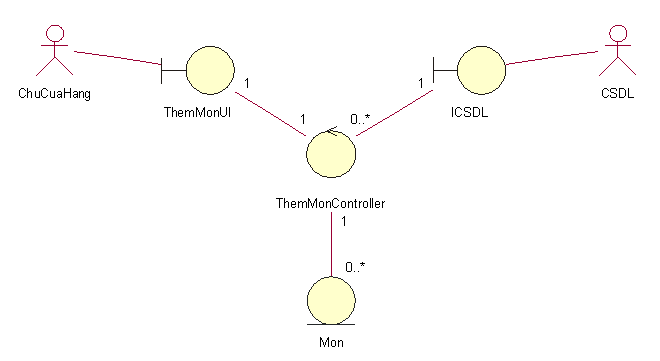 ChuCuaHang
ThemMonUI
ICSDL
CSDL
1
1
1
0..*
ThemMonController
1
0..*
Mon